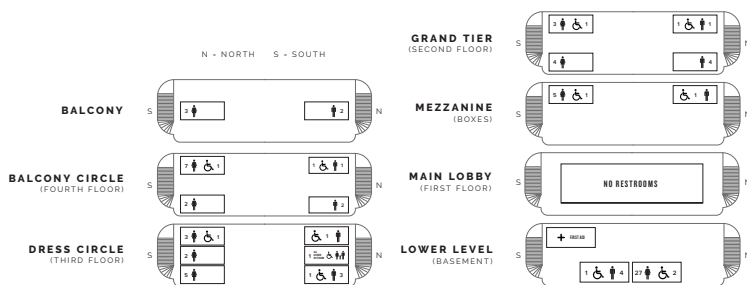 N = NORTH S = SOUTH
BALCONY
S
3
2
N
BALCONY CIRCLE
(FOURTH FLOOR)
S
7 1
1 1
2
2
N
DRESS CIRCLE
(THIRD FLOOR)
S
3 1
1
2
1
5
1 3
N
GRAND TIER
(SECOND FLOOR)
S
3 1
1 1
4
4
N
MEZZANINE
(BOXES)
S
5 1
1
N
MAIN LOBBY
(FIRST FLOOR)
S
NO RESTROOMS
N
LOWER LEVEL
(BASEMENT)
S
FIRST AID
1 4
27 2
N